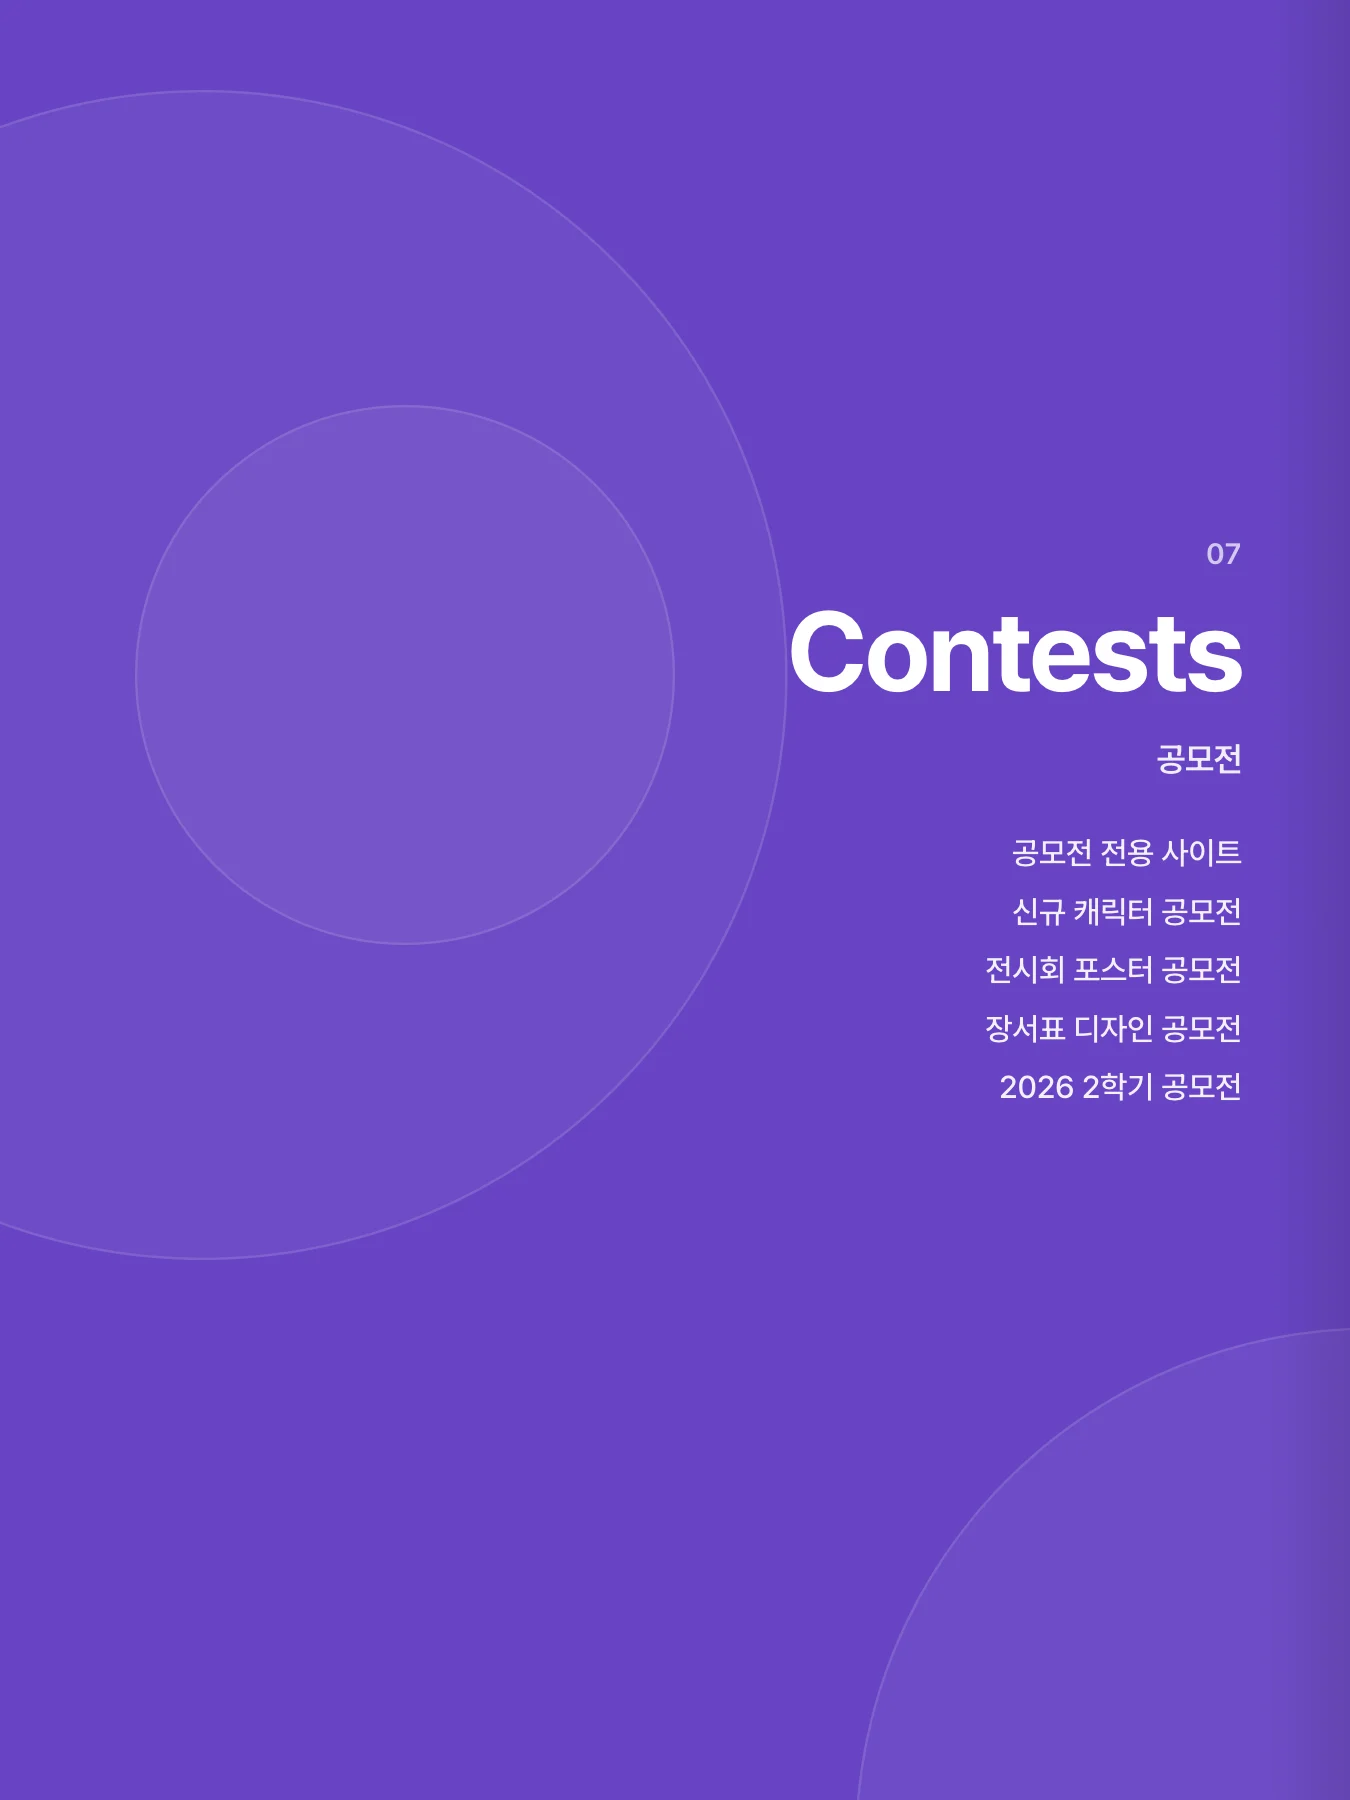 07
Contests
공모전
공모전 전용 사이트
신규 캐릭터 공모전
전시회 포스터 공모전
장서표 디자인 공모전
2026 2학기 공모전